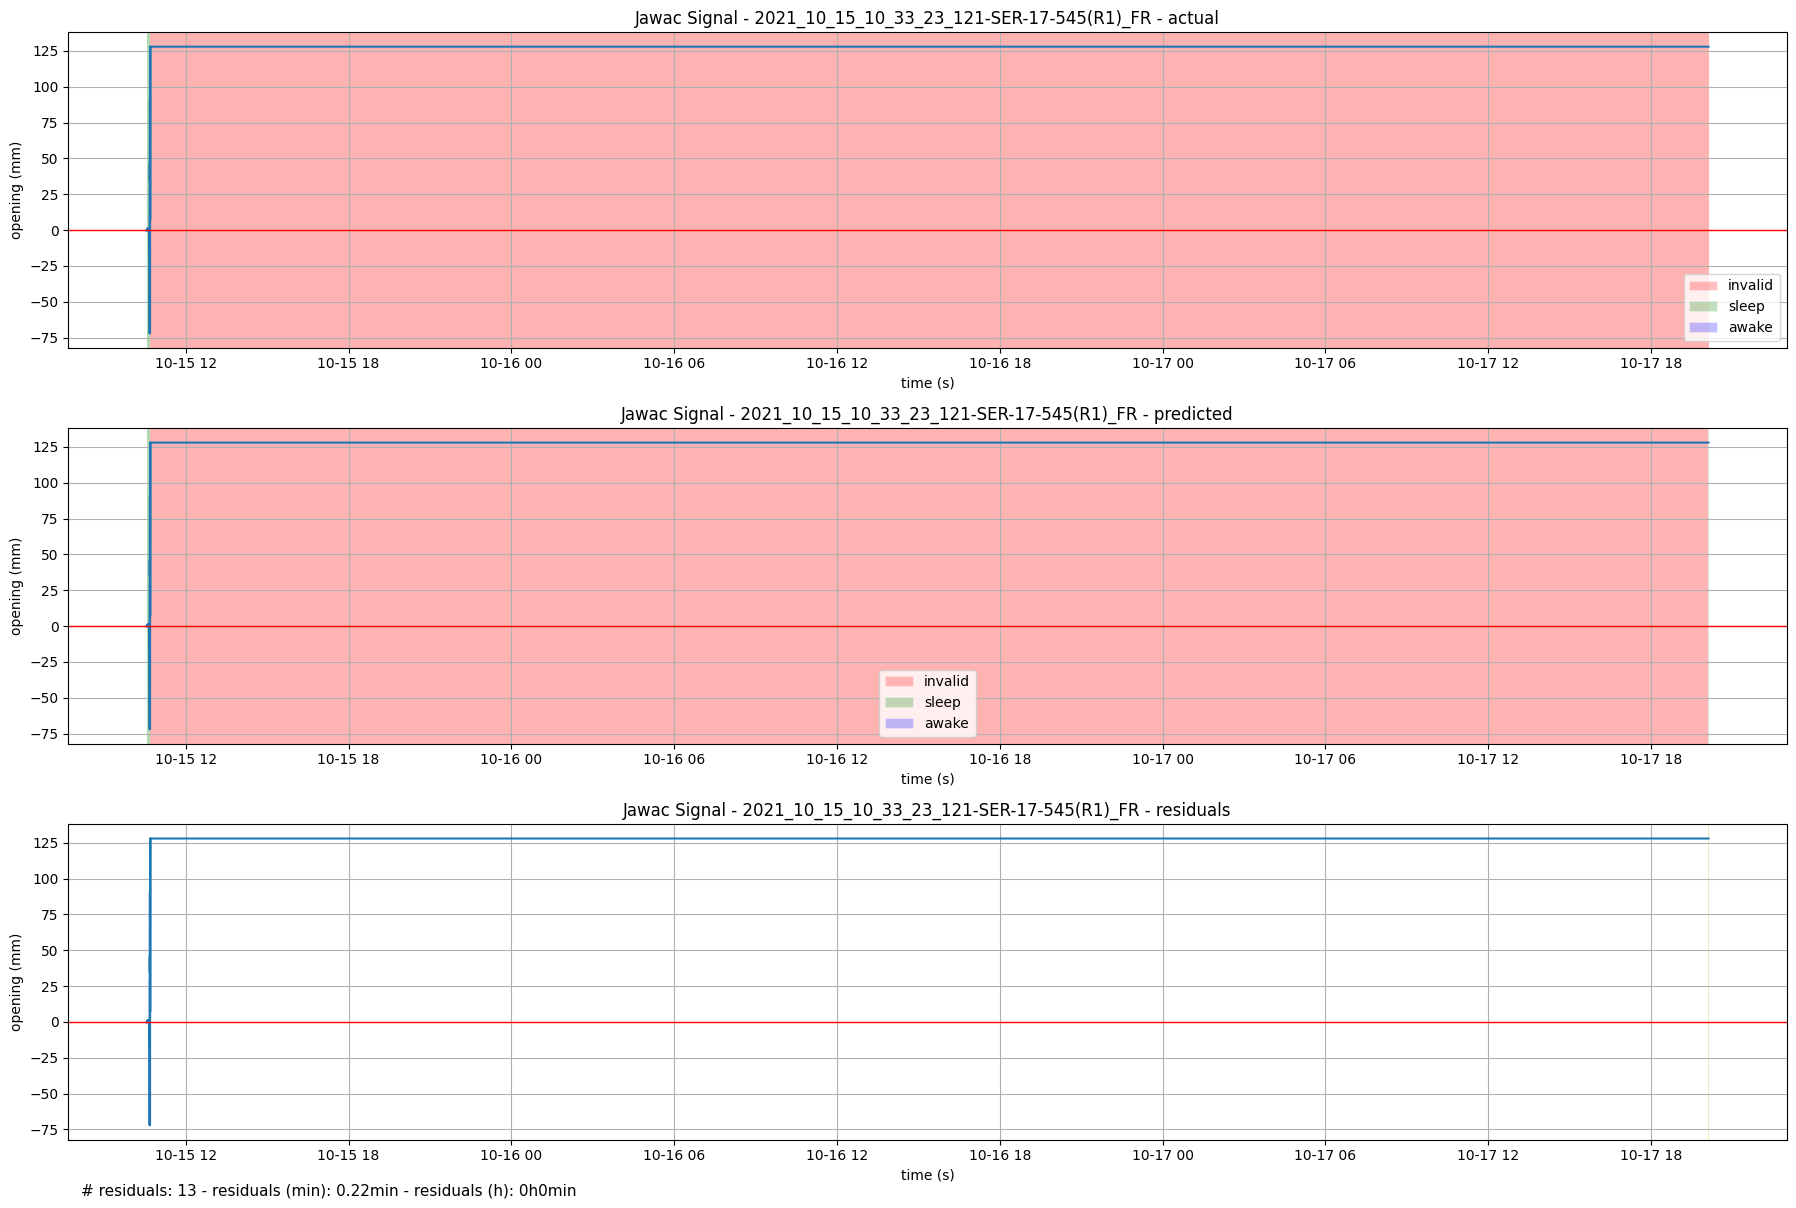 Jawac Signal - 2021_10_15_10_33_23_121-SER-17-545(R1)_FR - actual
opening (mm)
125
100
75
50
25
0
−25
−50
−75
invalid
sleep
awake
10-15 12 10-15 18 10-16 00 10-16 06 10-16 12 10-16 18 10-17 00 10-17 06 10-17 12 10-17 18
time (s)
Jawac Signal - 2021_10_15_10_33_23_121-SER-17-545(R1)_FR - predicted
opening (mm)
125
100
75
50
25
0
−25
−50
−75
invalid
sleep
awake
10-15 12 10-15 18 10-16 00 10-16 06 10-16 12 10-16 18 10-17 00 10-17 06 10-17 12 10-17 18
time (s)
Jawac Signal - 2021_10_15_10_33_23_121-SER-17-545(R1)_FR - residuals
opening (mm)
125
100
75
50
25
0
−25
−50
−75
10-15 12 10-15 18 10-16 00 10-16 06 10-16 12 10-16 18 10-17 00 10-17 06 10-17 12 10-17 18
time (s)
# residuals: 13 - residuals (min): 0.22min - residuals (h): 0h0min